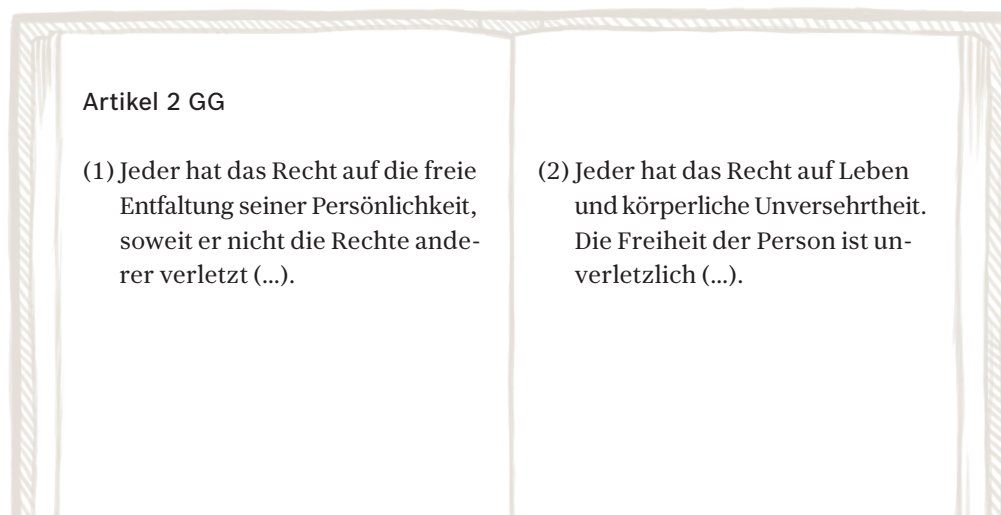 Artikel 2 GG
(1) Jeder hat das Recht auf die freie
Entfaltung seiner Persönlichkeit,
soweit er nicht die Rechte ande-
rer verletzt (...).
(2) Jeder hat das Recht auf Leben
und körperliche Unversehrtheit.
Die Freiheit der Person ist un-
verletzlich (...).